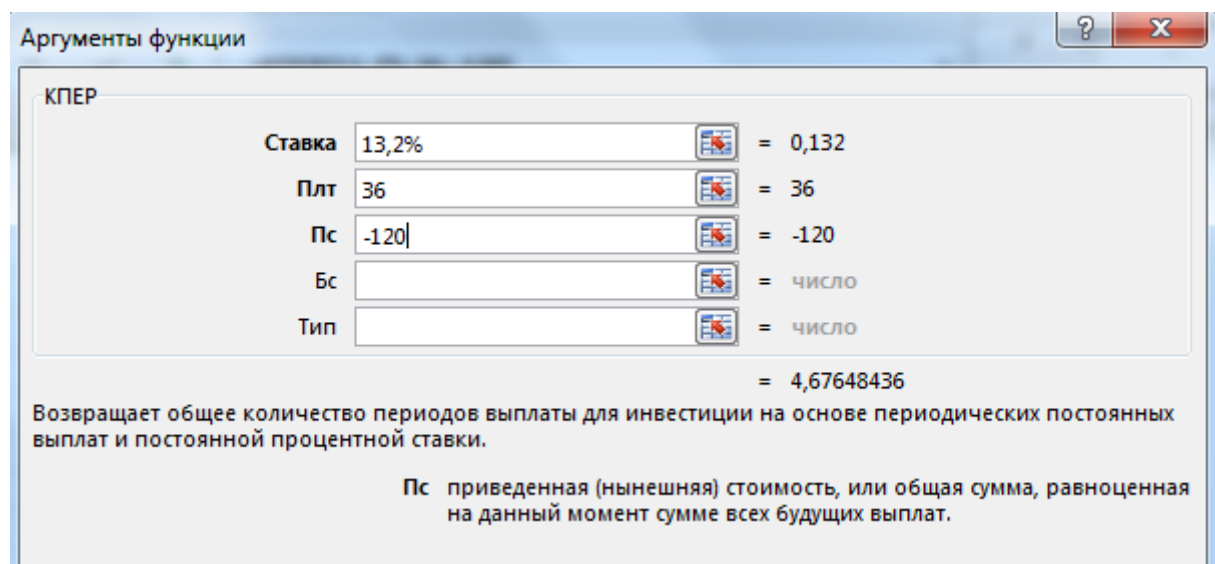 Аргументы функции
КПЕР
Ставка 13,2% = 0,132
Плт 36 = 36
Пс -120 = -120
Бс = число
Тип = число
= 4,67648436
Возвращает общее количество периодов выплаты для инвестиции на основе периодических постоянных
выплат и постоянной процентной ставки.
Пс приведенная (нынешняя) стоимость, или общая сумма, равноценная
на данный момент сумме всех будущих выплат.